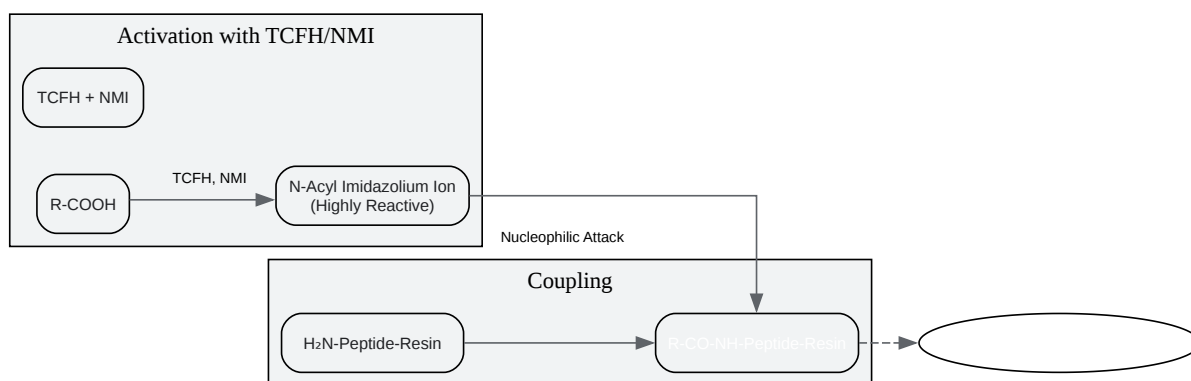 Activation with TCFH/NMI
TCFH + NMI
R-COOH
TCFH, NMI
N-Acyl Imidazolium Ion
(Highly Reactive)
Nucleophilic Attack
Coupling
H₂N-Peptide-Resin
R-CO-NH-Peptide-Resin